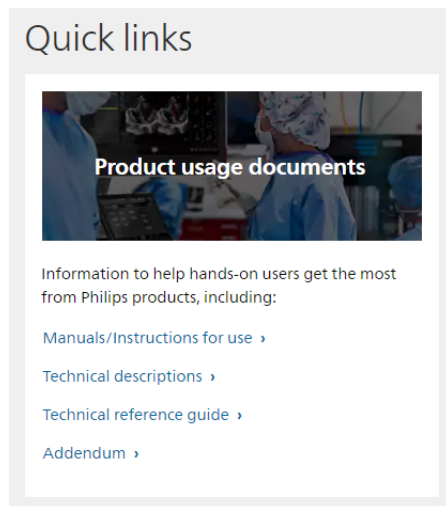 Quick links
Product usage documents
Information to help hands-on users get the most
from Philips products, including:
Manuals/Instructions for use ›
Technical descriptions ›
Technical reference guide ›
Addendum ›